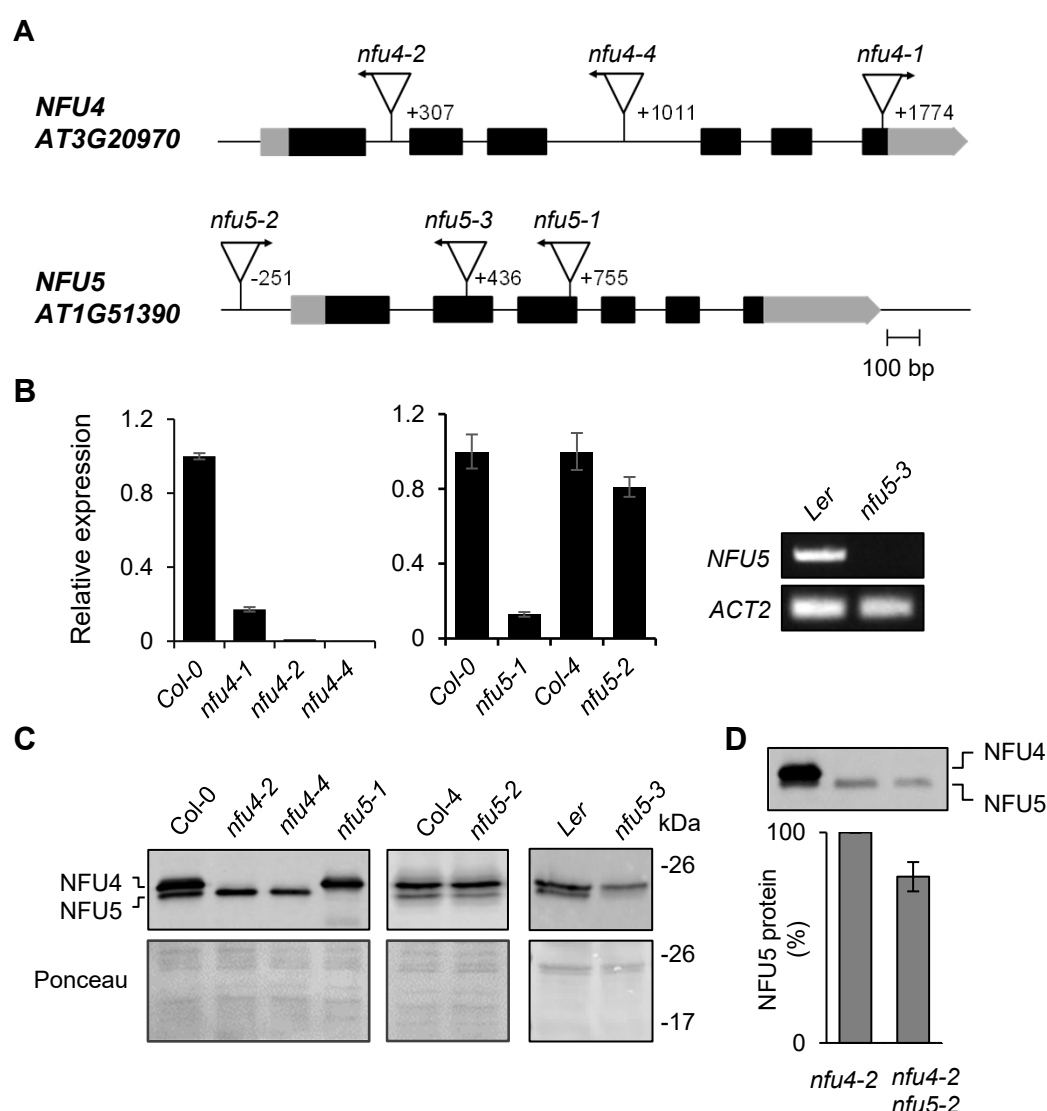 A
nfu4-2
nfu4-4
nfu4-1
NFU4
AT3G20970
+307
+1011
+1774
nfu5-2
nfu5-3
nfu5-1
NFU5
AT1G51390
-251
+436
+755
100 bp
B
Relative expression
1.2
0.8
0.4
0
Col-0
nfu4-1
nfu4-2
nfu4-4
1.2
0.8
0.4
0
Col-0
nfu5-1
Col-4
nfu5-2
Ler
nfu5-3
NFU5
ACT2
C
Col-0
nfu4-2
nfu4-4
nfu5-1
Col-4
nfu5-2
Ler
nfu5-3
kDa
NFU4
NFU5
-26
Ponceau
-26
-17
D
NFU4
NFU5
NFU5 protein
(%)
100
0
nfu4-2
nfu4-2
nfu5-2